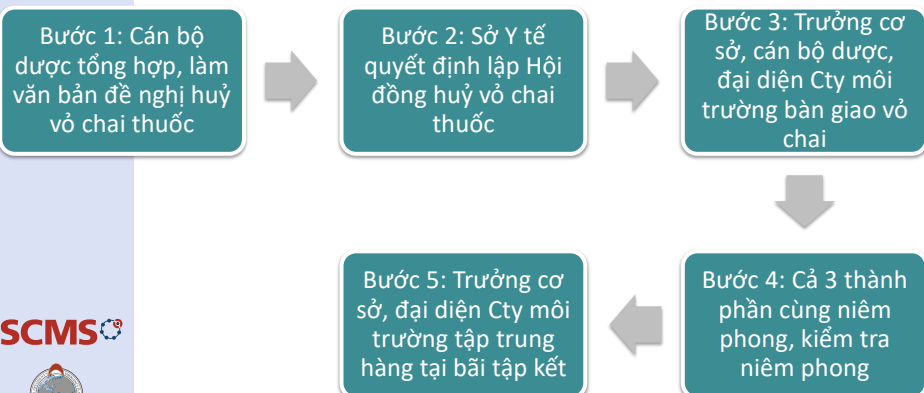 Bước 1: Cán bộ
dược tổng hợp, làm
văn bản đề nghị huỷ
vỏ chai thuốc
Bước 2: Sở Y tế
quyết định lập Hội
đồng huỷ vỏ chai
thuốc
Bước 3: Trưởng cơ
sở, cán bộ dược,
đại diện Cty môi
trường bàn giao vỏ
chai
Bước 4: Cả 3 thành
phần cùng niêm
phong, kiểm tra
niêm phong
Bước 5: Trưởng cơ
sở, đại diện Cty môi
trường tập trung
hàng tại bãi tập kết
SCMS